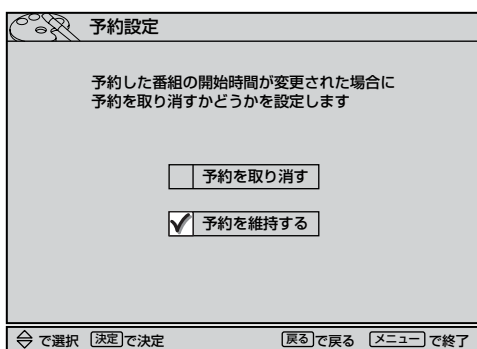 予約設定
予約した番組の開始時間が変更された場合に
予約を取り消すかどうかを設定します
予約を取り消す
予約を維持する
で選択 決定で決定 戻るで戻る メニューで終了